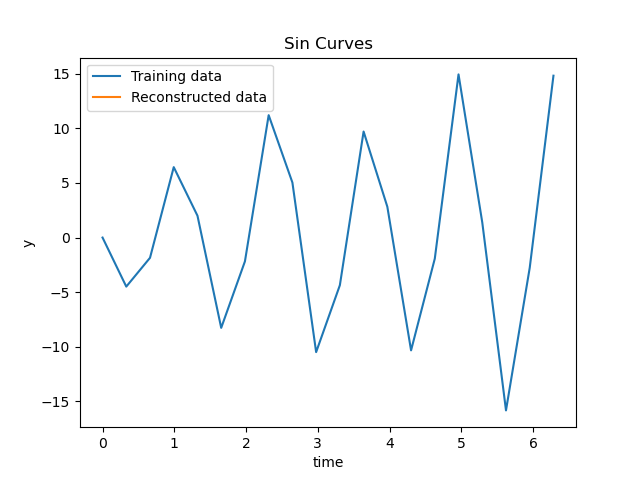 Sin Curves
Training data
Reconstructed data
15
10
5
0
−5
−10
−15
y
0 1 2 3 4 5 6
time